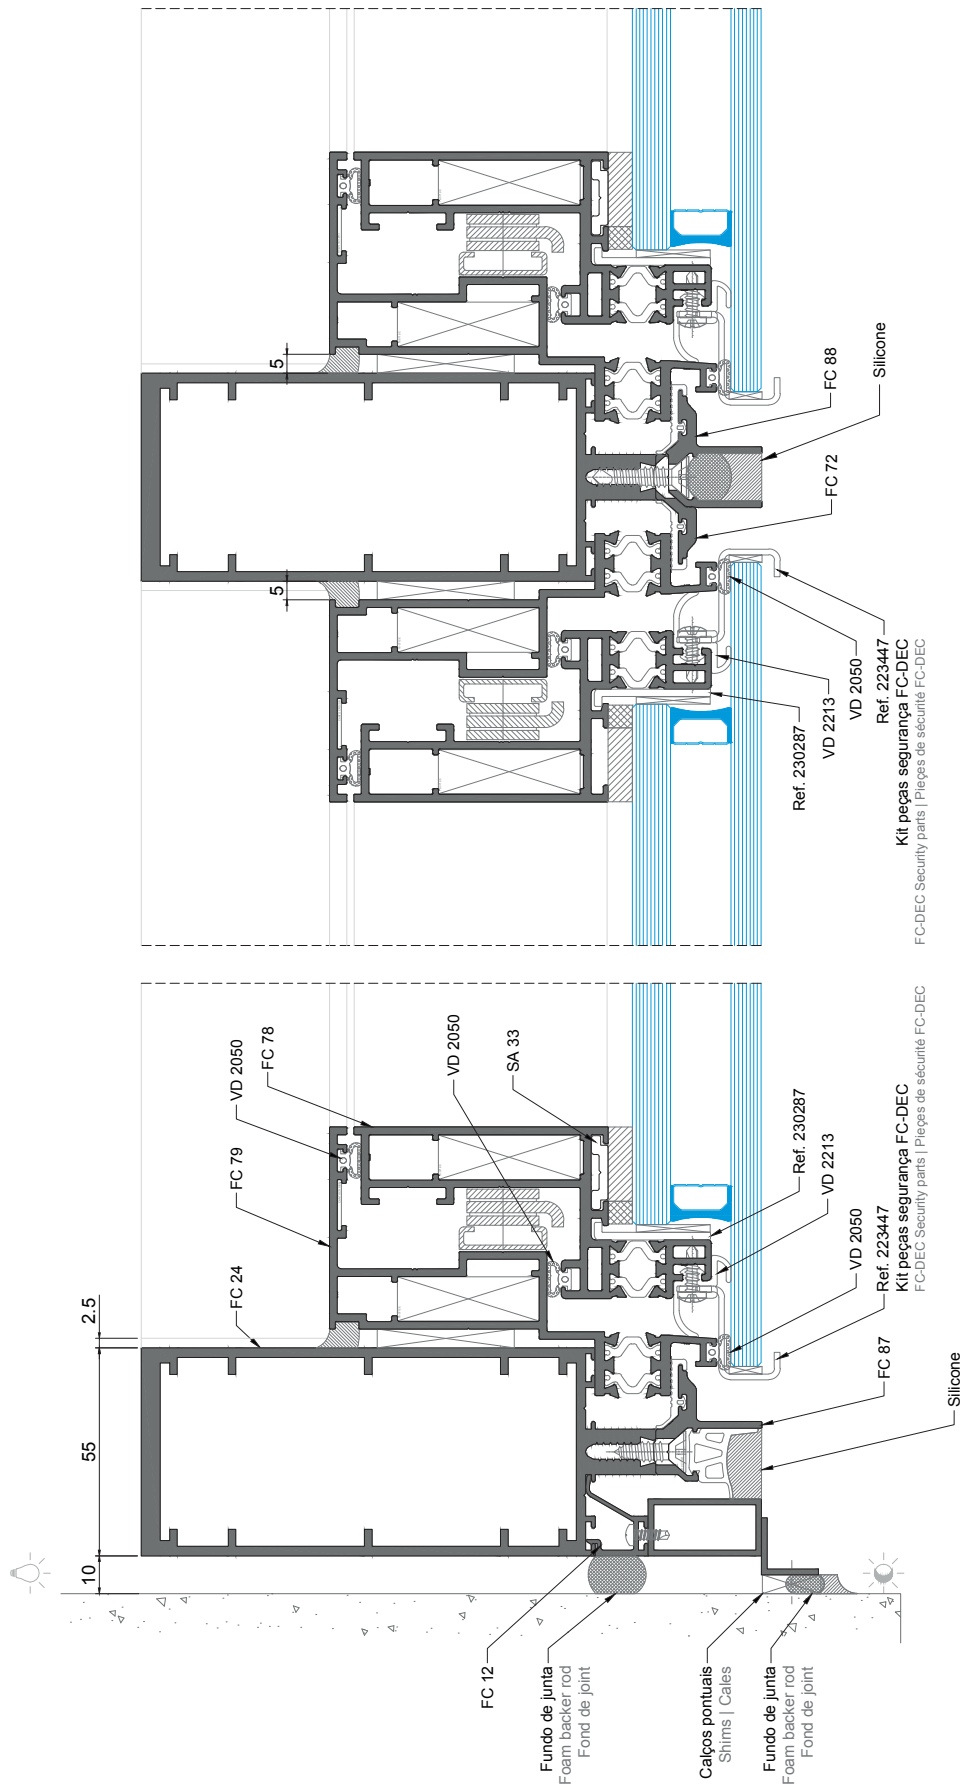 5
5
FC 88
Silicone
FC 72
Ref. 230287
VD 2213
VD 2050
Ref. 223447
Kit peças segurança FC-DEC
FC-DEC Security parts | Pieçes de sécurité FC-DEC
10
55
2.5
FC 24
FC 79
VD 2050
FC 78
VD 2050
SA 33
Ref. 230287
VD 2213
VD 2050
Ref. 223447
Kit peças segurança FC-DEC
FC-DEC Security parts | Pieçes de sécurité FC-DEC
FC 87
Silicone
FC 12
Fundo de junta
Foam backer rod
Fond de joint
Calços pontuais
Shims | Cales
Fundo de junta
Foam backer rod
Fond de joint